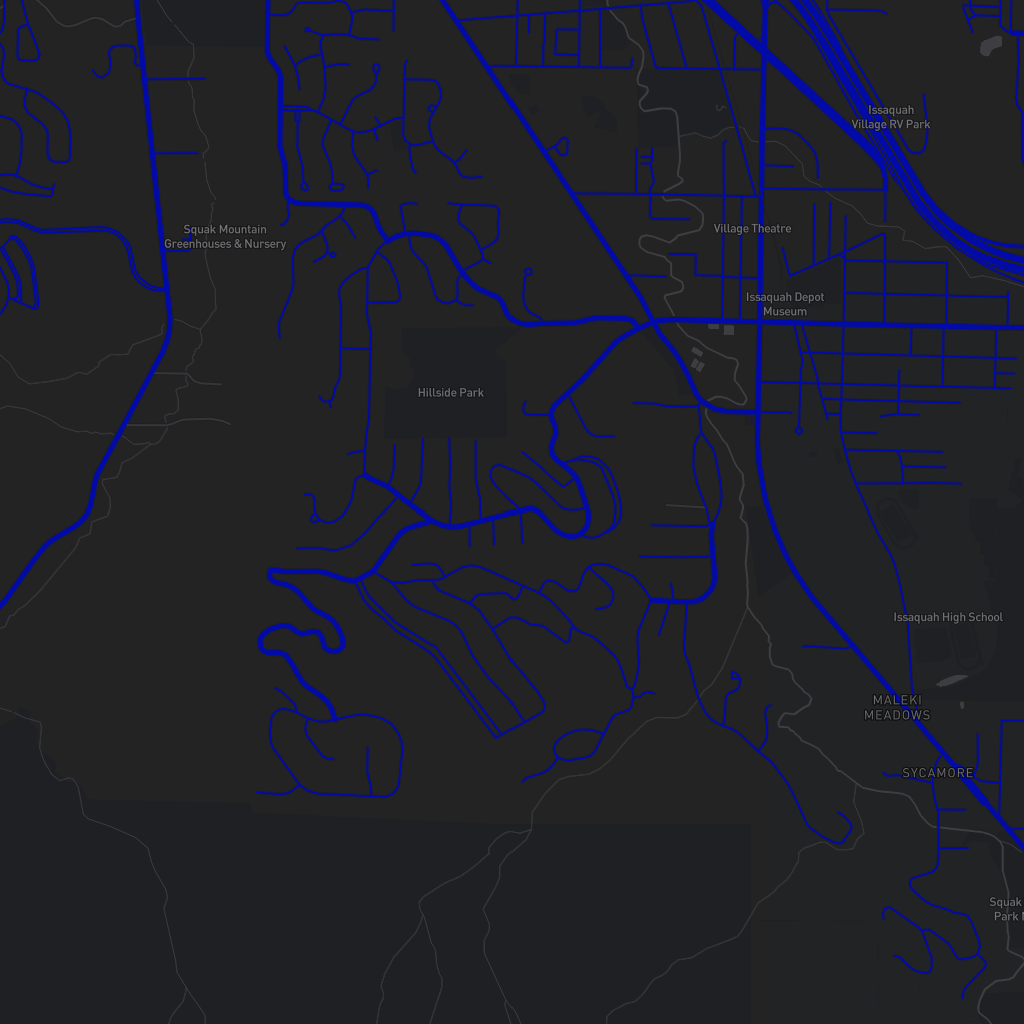 Issaquah
Village RV Park
Squak Mountain
Greenhouses & Nursery
Village Theatre
Issaquah Depot
Museum
Hillside Park
Issaquah High School
MALEKI
MEADOWS
SYCAMORE
Squak
Park